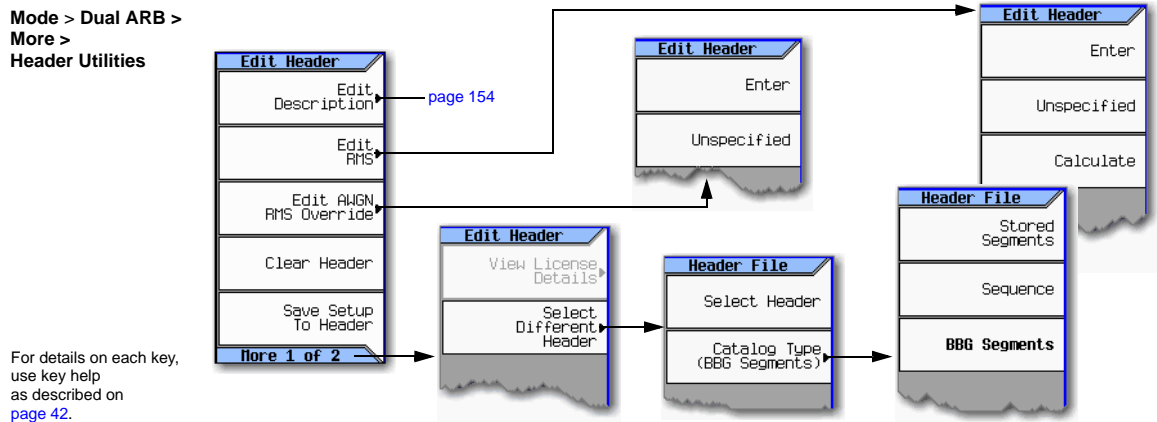 Mode > Dual ARB >
More >
Header Utilities
Edit Header
Edit
Description
page 154
Edit
RMS
Edit AWGN
RMS Override
Clear Header
Save Setup
To Header
More 1 of 2
Edit Header
Enter
Unspecified
Edit Header
Enter
Unspecified
Calculate
Edit Header
View License
Details
Select
Different
Header
Header File
Select Header
Catalog Type
(BBG Segments)
Header File
Stored
Segments
Sequence
BBG Segments
For details on each key,
use key help
as described on
page 42.